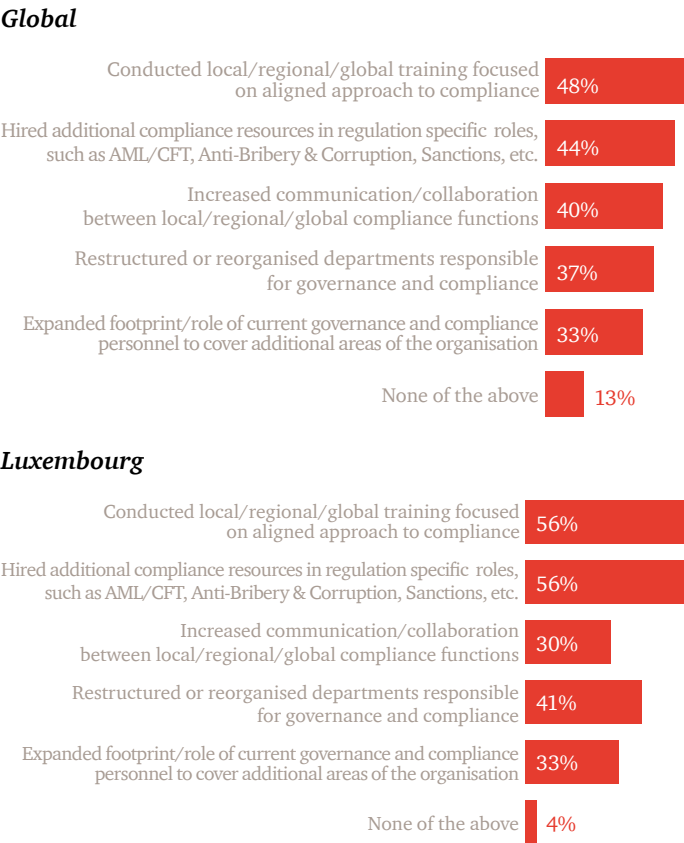 Global
Conducted local/regional/global training focused
on aligned approach to compliance
48%
Hired additional compliance resources in regulation specific roles,
such as AML/CFT, Anti-Bribery & Corruption, Sanctions, etc.
44%
Increased communication/collaboration
between local/regional/global compliance functions
40%
Restructured or reorganised departments responsible
for governance and compliance
37%
Expanded footprint/role of current governance and compliance
personnel to cover additional areas of the organisation
33%
None of the above
13%
Luxembourg
Conducted local/regional/global training focused
on aligned approach to compliance
56%
Hired additional compliance resources in regulation specific roles,
such as AML/CFT, Anti-Bribery & Corruption, Sanctions, etc.
56%
Increased communication/collaboration
between local/regional/global compliance functions
30%
Restructured or reorganised departments responsible
for governance and compliance
41%
Expanded footprint/role of current governance and compliance
personnel to cover additional areas of the organisation
33%
None of the above
4%